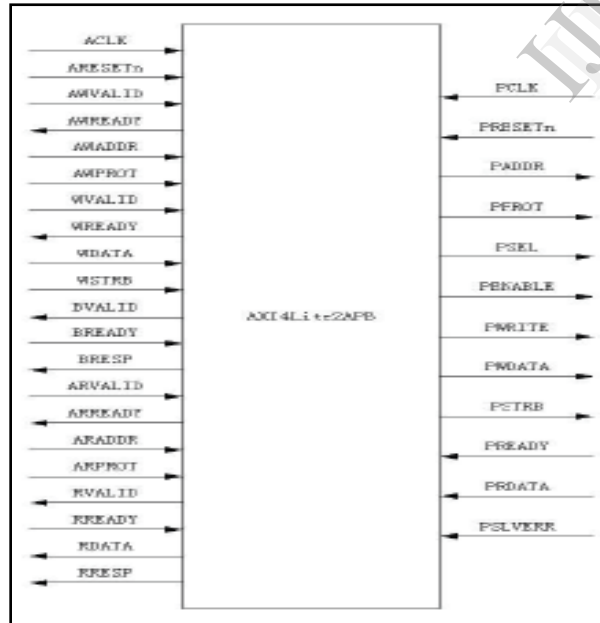 ACLK
ARESETn
AWVALID
AWREADY
AWADDR
AWPROT
WVALID
WREADY
WDATA
WSTRB
BVALID
BREADY
BRESP
ARVALID
ARREADY
ARADDR
ARPROT
RVALID
RREADY
RDATA
RRESP
AXI4Lite2APB
PCLK
PRESETn
PADDR
PPROT
PSEL
PENABLE
PWRITE
PWDATA
PSTRB
PREADY
PRDATA
PSLVERR